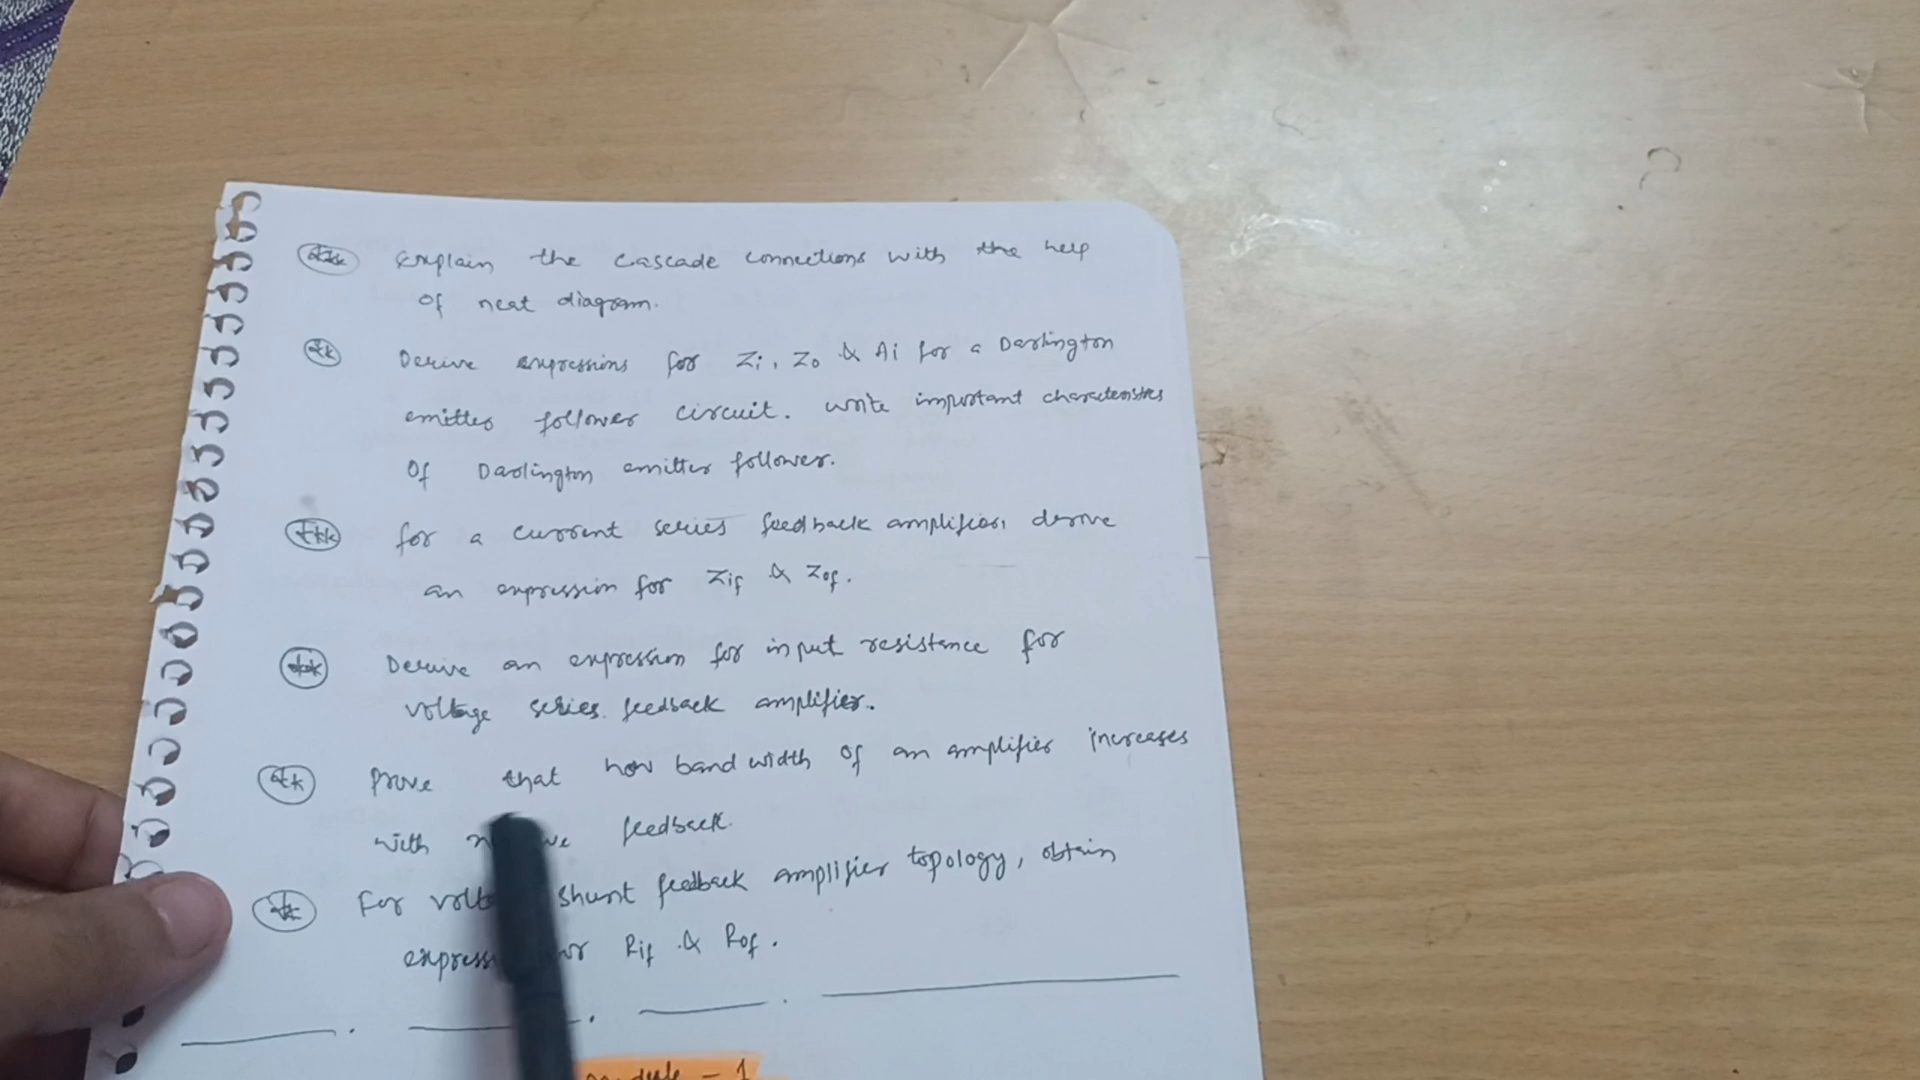 Explain the cascade connections with the help
of neat diagram.
Derive expressions for Zi, Zo & Ai for a Darlington
emitter follower circuit. write important characteristics
Of Darlington emitter follower.
for a current series feedback amplifier, derive
an expression for Zif & Zof.
Derive an expression for input resistance for
voltage series feedback amplifier.
Prove that how bandwidth of an amplifier increases
with feedback.
For shunt feedback amplifier topology, obtain
Rif & Rof.
- 1